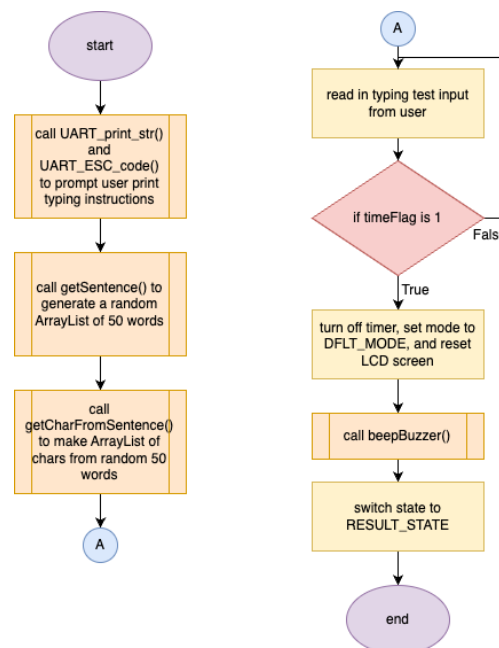 start
call UART_print_str()
and
UART_ESC_code()
to prompt user print
typing instructions
call getSentence() to
generate a random
ArrayList of 50 words
call
getCharFromSentence()
to make ArrayList of
chars from random 50
words
A
A
read in typing test input
from user
if timeFlag is 1
Fals
True
turn off timer, set mode to
DFLT_MODE, and reset
LCD screen
call beepBuzzer()
switch state to
RESULT_STATE
end